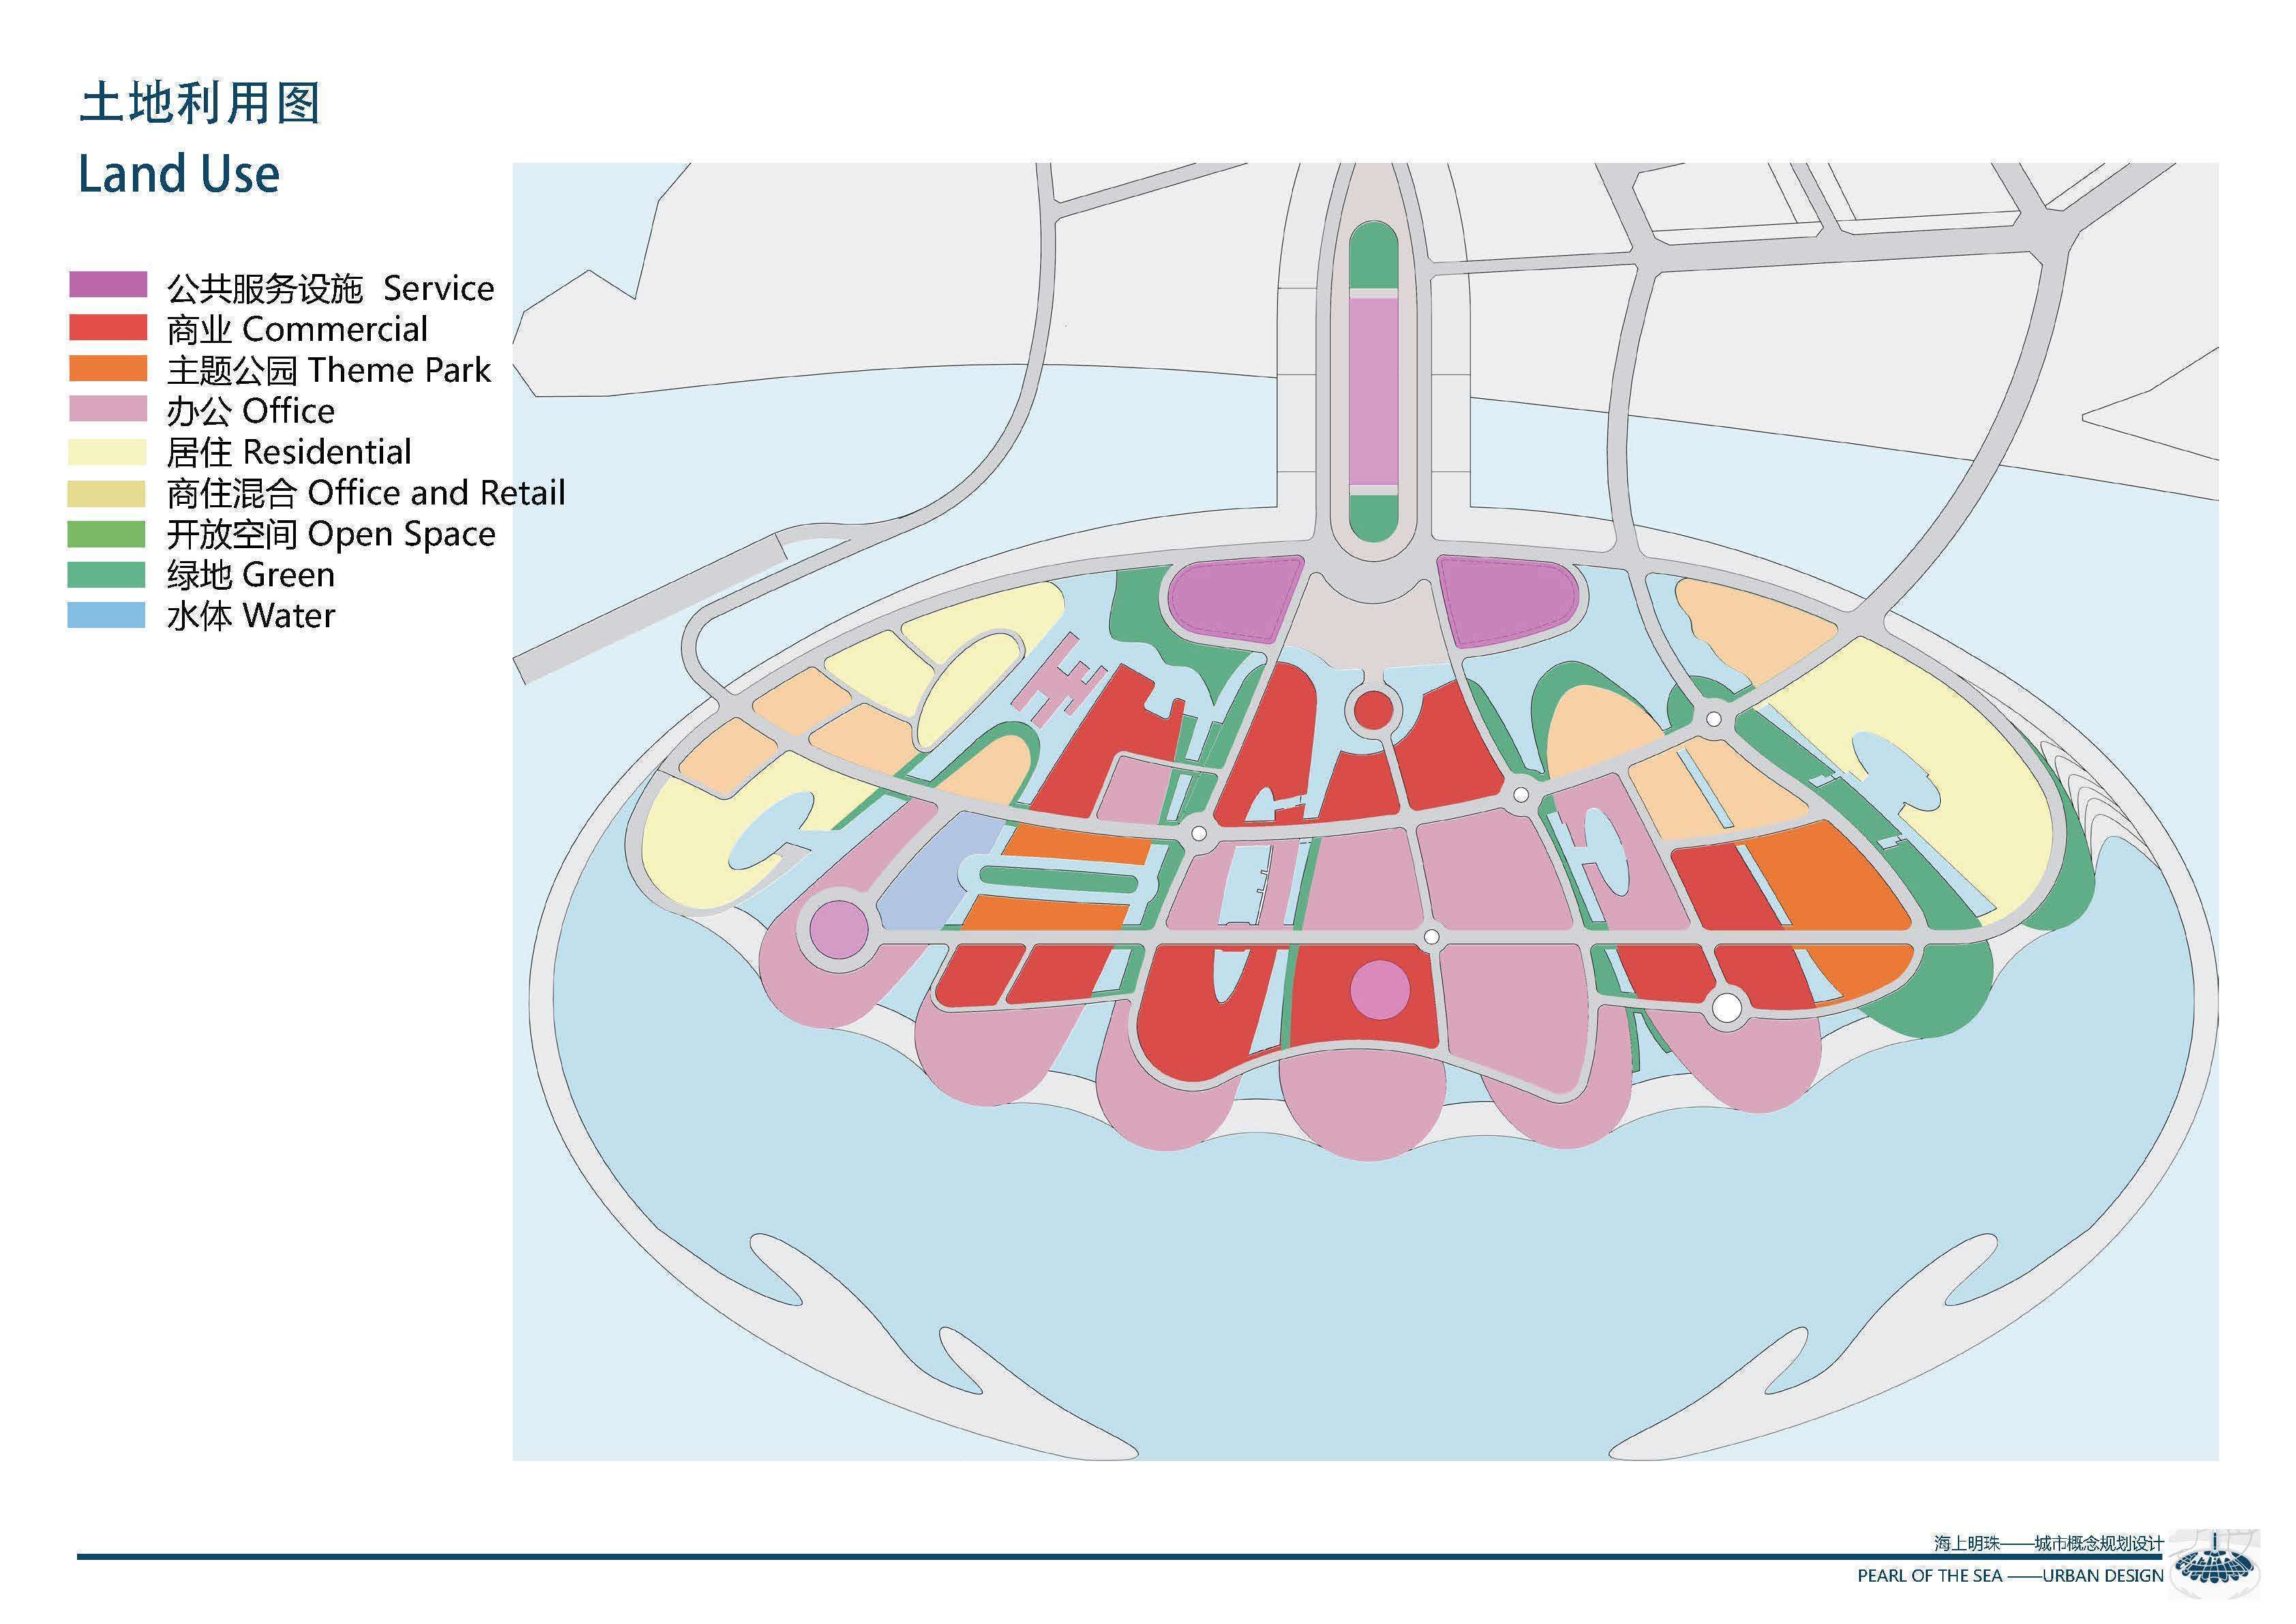 土地利用图
Land Use
公共服务设施 Service
商业 Commercial
主题公园 Theme Park
办公 Office
居住 Residential
商住混合 Office and Retail
开放空间 Open Space
绿地 Green
水体 Water
海上明珠——城市概念规划设计
PEARL OF THE SEA ——URBAN DESIGN